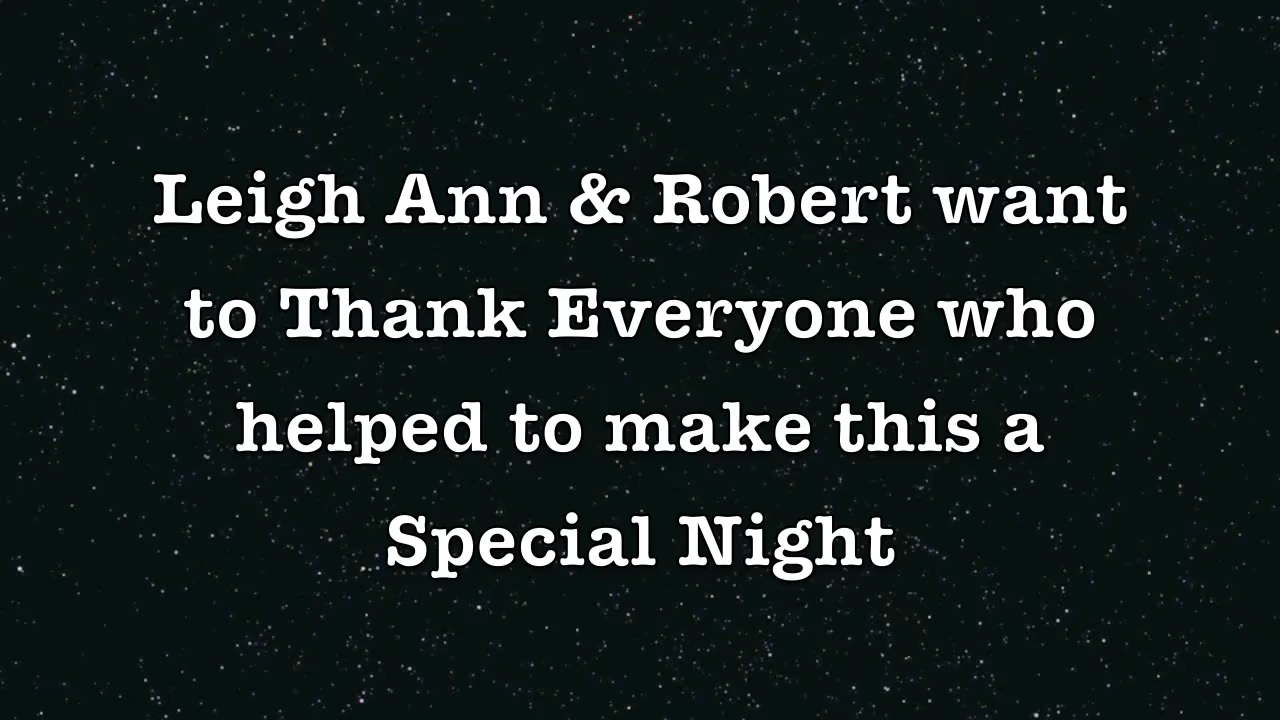 Leigh Ann & Robert want
to Thank Everyone who
helped to make this a
Special Night